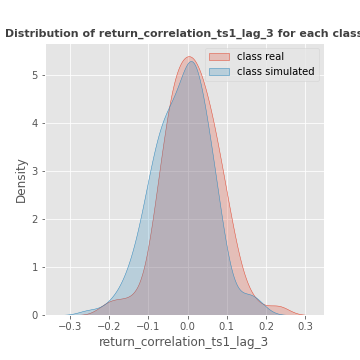 Distribution of return_correlation_ts1_lag_3 for each class
class real
class simulated
5
4
3
2
1
0
Density
−0.3 −0.2 −0.1 0.0 0.1 0.2 0.3
return_correlation_ts1_lag_3